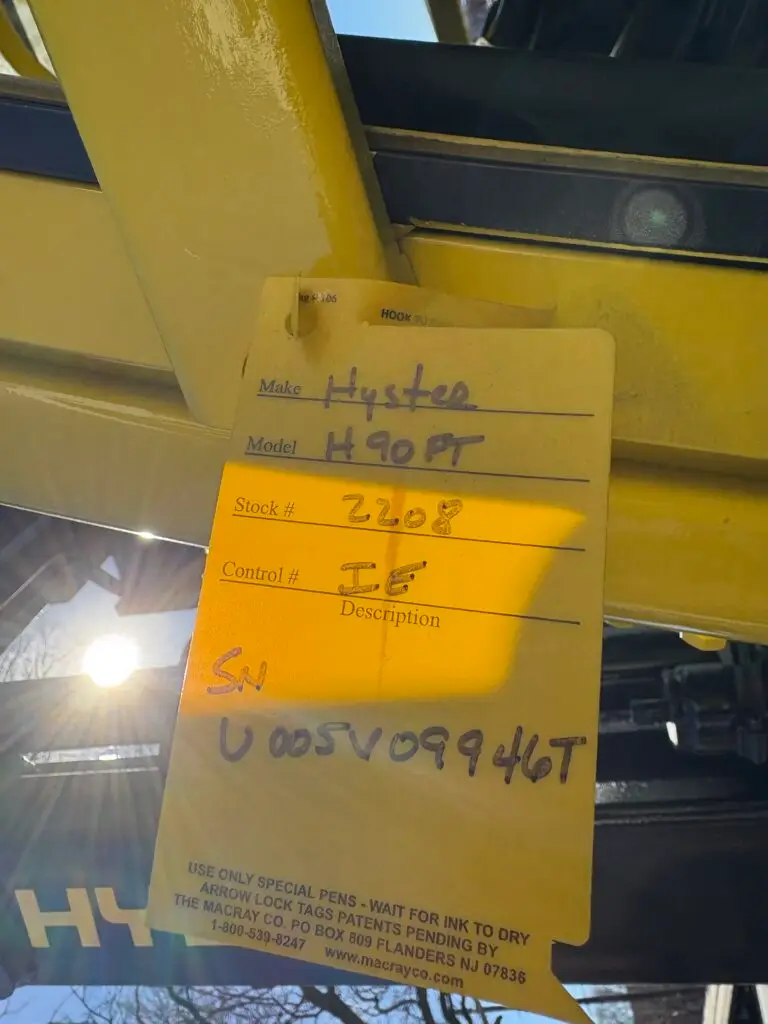 HOOK
Make Hyster
Model H90FT
Stock # 2208
Control # IE
Description
SN
U005V09946T
USE ONLY SPECIAL PENS - WAIT FOR INK TO DRY
ARROW LOCK TAGS PATENTS PENDING BY
THE MACRAY CO. PO BOX 809 FLANDERS NJ 07836
1-800-539-8247 www.macrayco.com
HY